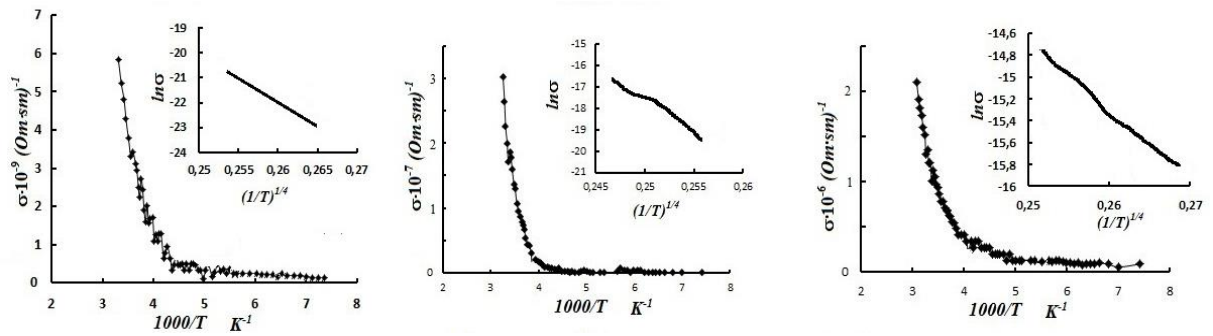 7
6
5
4
3
2
1
0
σ·10⁻⁹ (Om·sm)⁻¹
2 3 4 5 6 7 8
1000/T K⁻¹
-19
-20
-21
-22
-23
-24
lnσ
0,25 0,255 0,26 0,265 0,27
(1/T)^1/4
3
2
1
0
σ·10⁻⁷ (Om·sm)⁻¹
2 3 4 5 6 7 8
1000/T K⁻¹
-15
-16
-17
-18
-19
-20
-21
lnσ
0,245 0,25 0,255 0,26
(1/T)^1/4
2
1
0
σ·10⁻⁶ (Om·sm)⁻¹
2 3 4 5 6 7 8
1000/T K⁻¹
-14,6
-14,8
-15
-15,2
-15,4
-15,6
-15,8
-16
lnσ
0,25 0,26 0,27
(1/T)^1/4